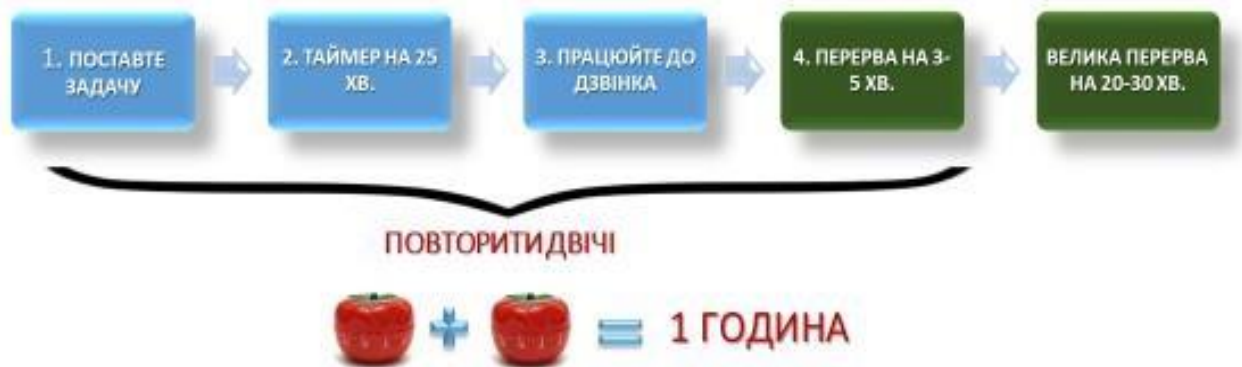 1. ПОСТАВТЕ
ЗАДАЧУ
2. ТАЙМЕР НА 25
ХВ.
3. ПРАЦЮЙТЕ ДО
ДЗВІНКА
4. ПЕРЕРВА НА 3-
5 ХВ.
ВЕЛИКА ПЕРЕРВА
НА 20-30 ХВ.
ПОВТОРИТИ ДВІЧІ
1 ГОДИНА